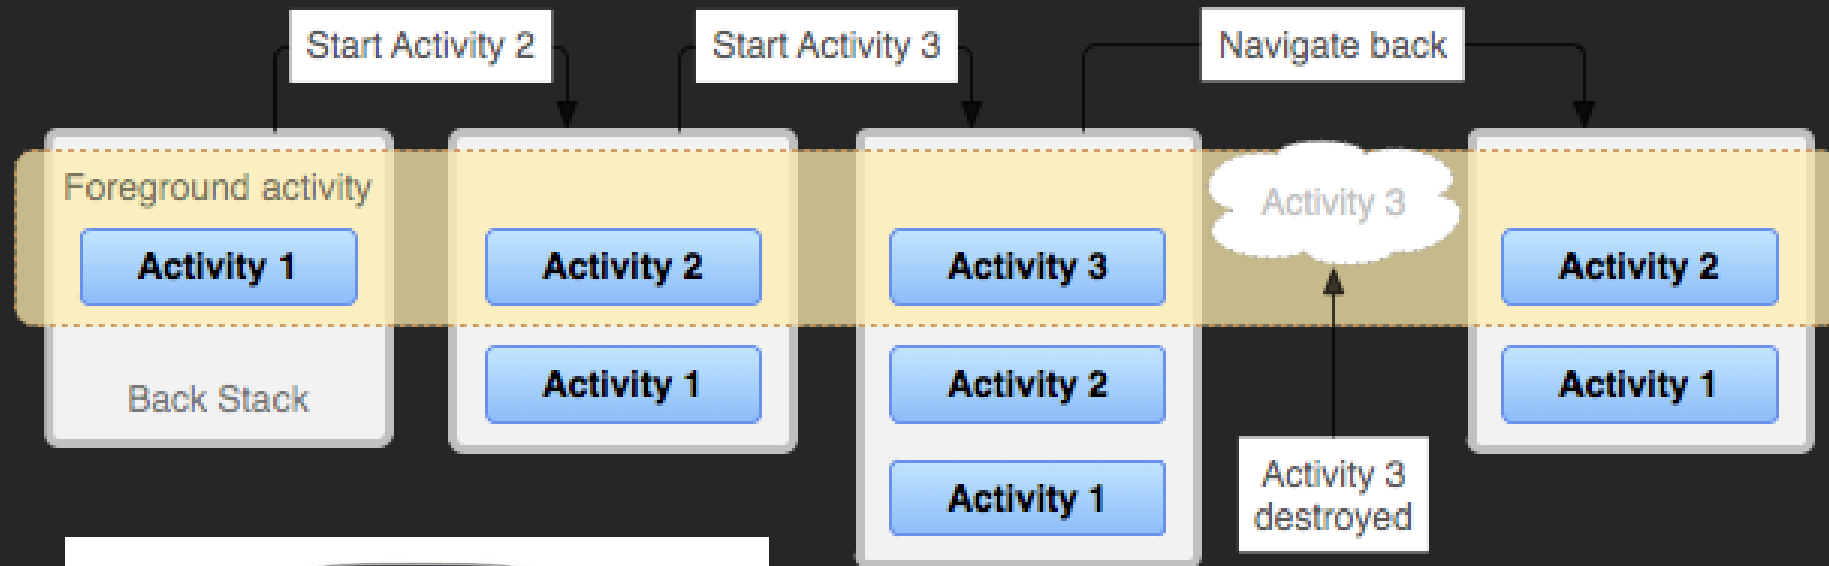 Start Activity 2
Start Activity 3
Navigate back
Foreground activity
Activity 1
Back Stack
Activity 2
Activity 1
Activity 3
Activity 2
Activity 1
Activity 3
Activity 3
destroyed
Activity 2
Activity 1